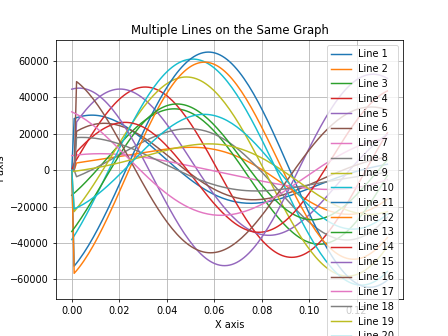 Multiple Lines on the Same Graph
60000
40000
20000
0
−20000
−40000
−60000
0.00
0.02
0.04
0.06
0.08
0.10
X axis
Line 1
Line 2
Line 3
Line 4
Line 5
Line 6
Line 7
Line 8
Line 9
Line 10
Line 11
Line 12
Line 13
Line 14
Line 15
Line 16
Line 17
Line 18
Line 19
Line 20